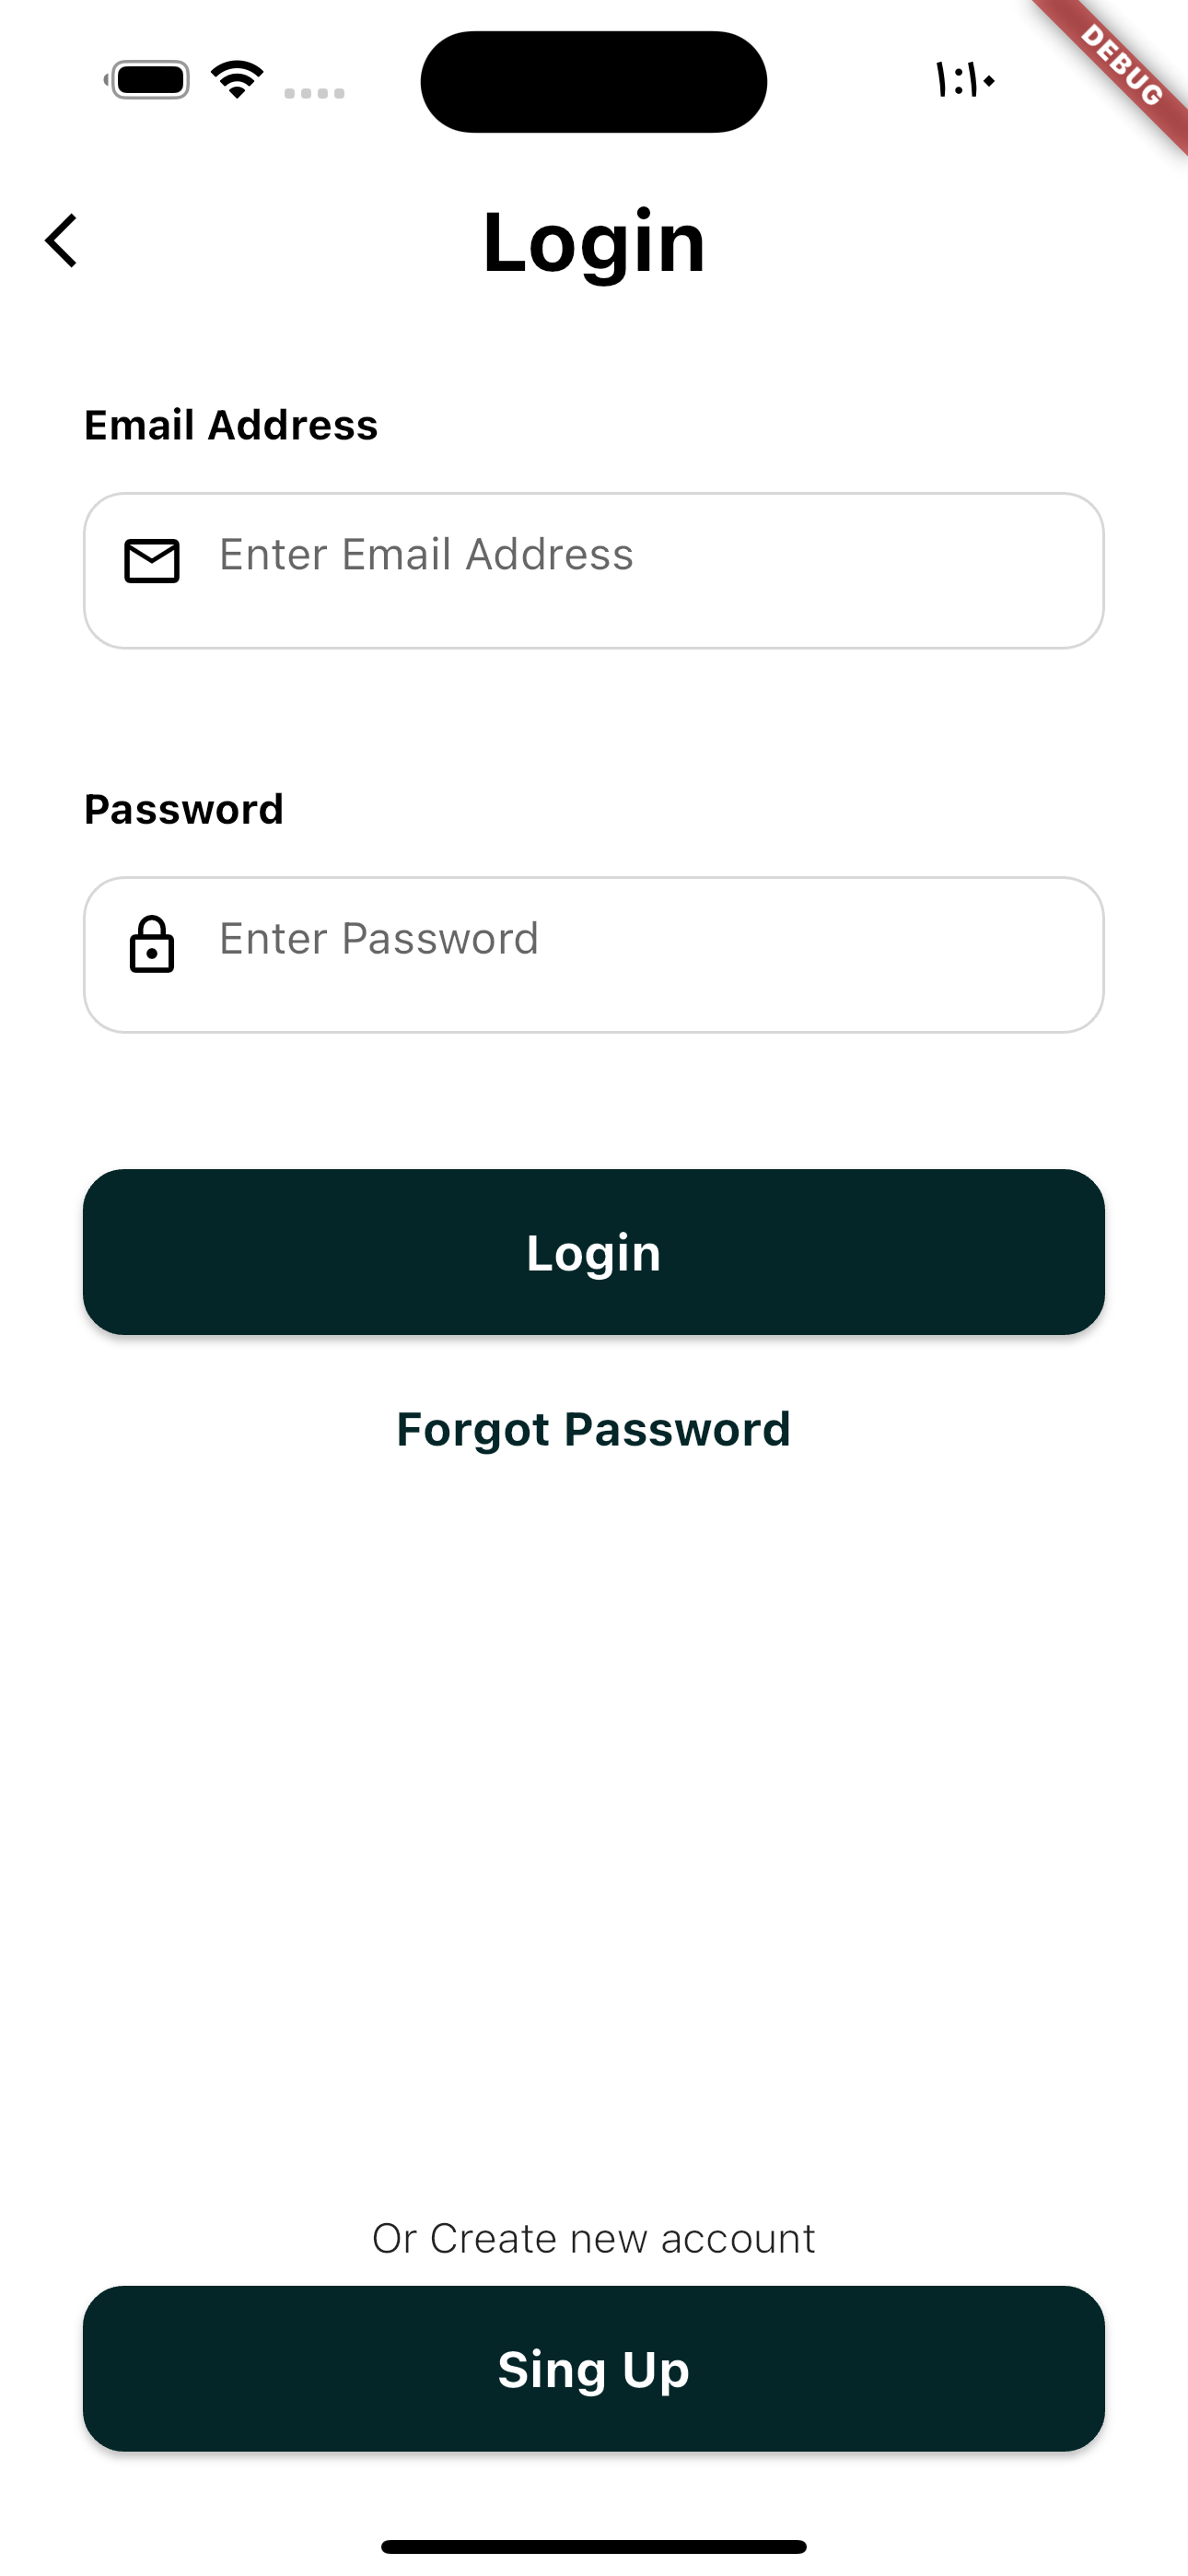 ١:١٠
DEBUG
Login
Email Address
Enter Email Address
Password
Enter Password
Login
Forgot Password
Or Create new account
Sing Up